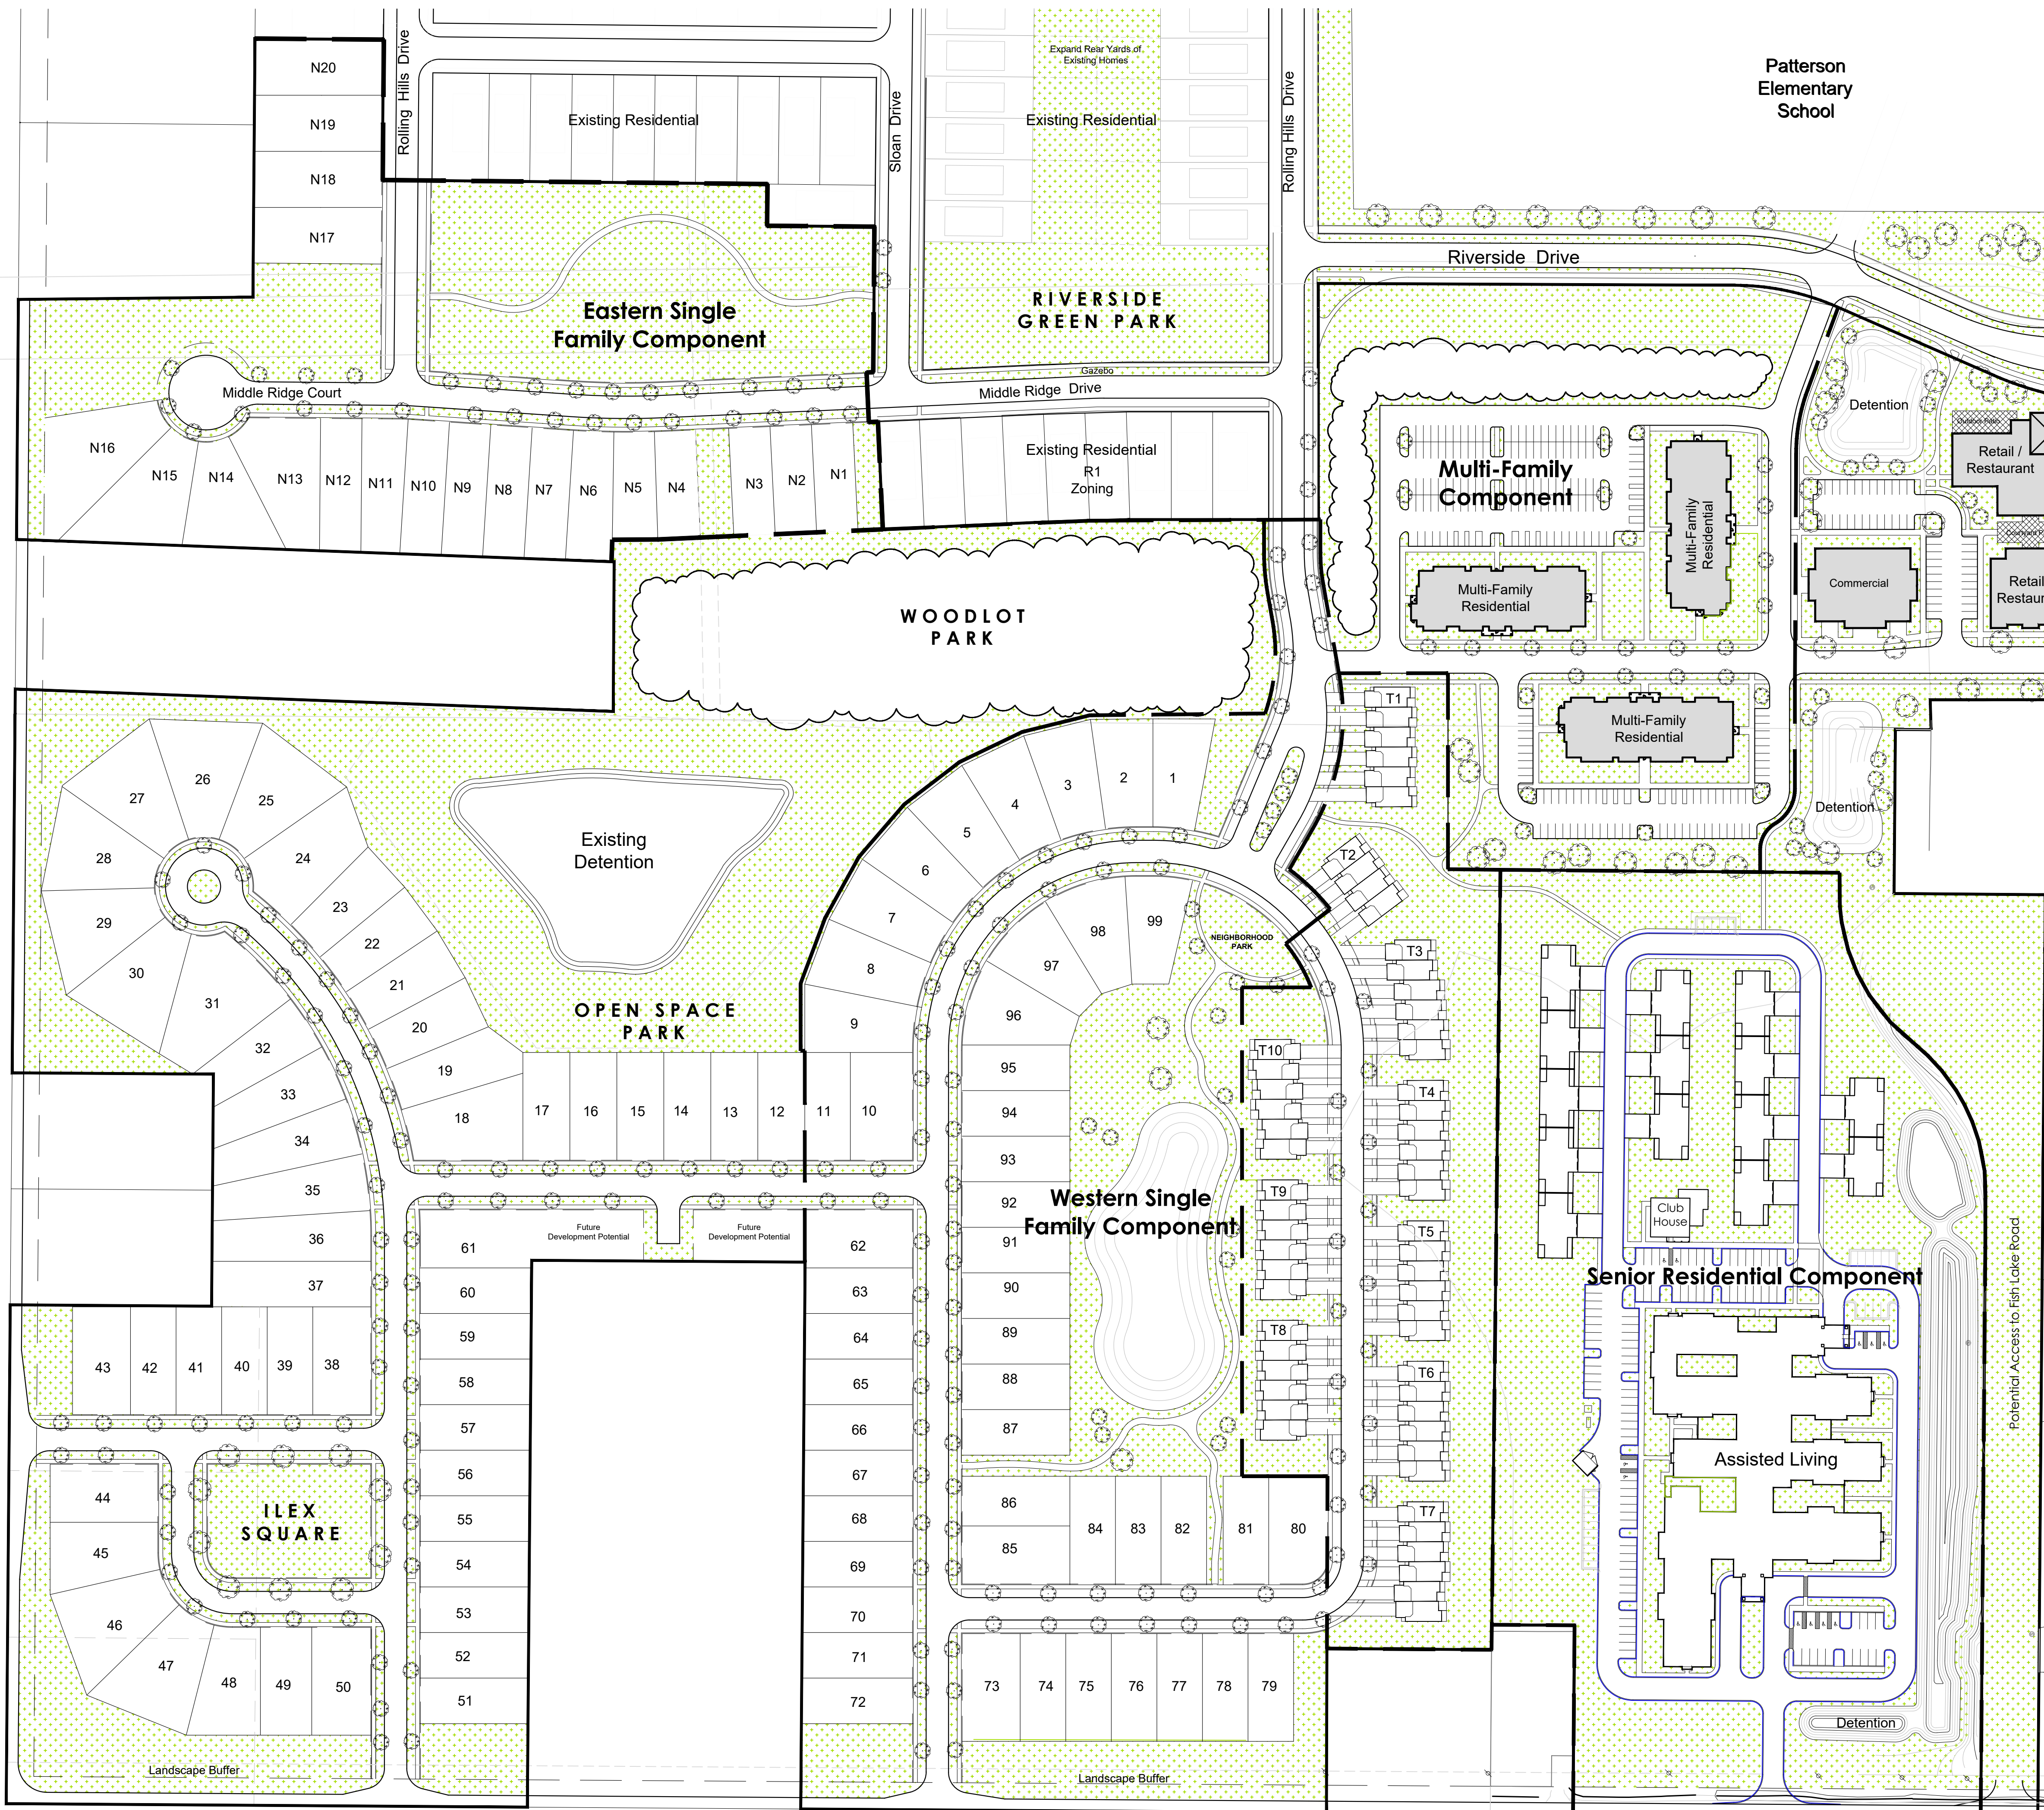 Rolling Hills Drive
Sloan Drive
Rolling Hills Drive
Expand Rear Yards of
Existing Homes
Existing Residential
Existing Residential
Patterson
Elementary
School
N20
N19
N18
N17
Riverside Drive
Eastern Single
Family Component
RIVERSIDE
GREEN PARK
Gazebo
Middle Ridge Court
Middle Ridge Drive
N16
N15
N14
N13
N12
N11
N10
N9
N8
N7
N6
N5
N4
N3
N2
N1
Existing Residential
R1
Zoning
Multi-Family
Component
Multi-Family
Residential
Multi-Family
Residential
Multi-Family
Residential
Detention
Retail /
Restaurant
Commercial
Retail
Restaur
Detention
WOODLOT
PARK
Existing
Detention
OPEN SPACE
PARK
NEIGHBORHOOD
PARK
1
2
3
4
5
6
7
8
9
10
11
12
13
14
15
16
17
18
19
20
21
22
23
24
25
26
27
28
29
30
31
32
33
34
35
36
37
38
39
40
41
42
43
44
45
46
47
48
49
50
51
52
53
54
55
56
57
58
59
60
61
Future
Development Potential
Future
Development Potential
62
63
64
65
66
67
68
69
70
71
72
73
74
75
76
77
78
79
80
81
82
83
84
85
86
87
88
89
90
91
92
93
94
95
96
97
98
99
T1
T2
T3
T4
T5
T6
T7
T8
T9
T10
Western Single
Family Component
ILEX
SQUARE
Landscape Buffer
Landscape Buffer
Club
House
Senior Residential Component
Assisted Living
Detention
Potential Access to Fish Lake Road